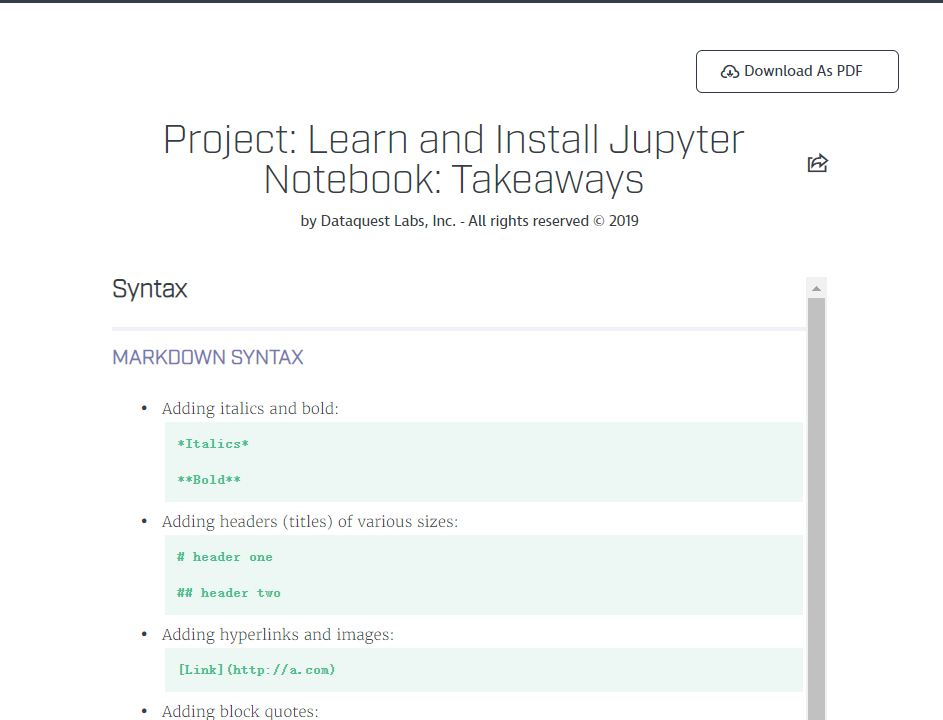 Download As PDF
Project: Learn and Install Jupyter
Notebook: Takeaways
by Dataquest Labs, Inc. - All rights reserved © 2019
Syntax
MARKDOWN SYNTAX
• Adding italics and bold:
*Italics*
**Bold**
• Adding headers (titles) of various sizes:
# header one
## header two
• Adding hyperlinks and images:
[Link](http://a.com)
• Adding block quotes: